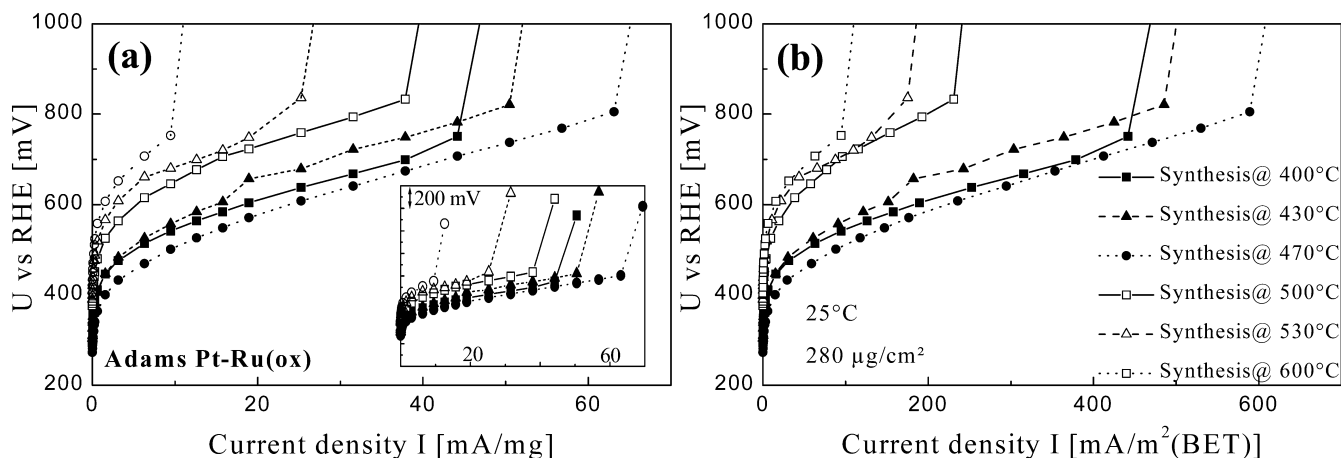 (a)
1000
800
600
400
200
U vs RHE [mV]
0
20
40
60
Current density I [mA/mg]
Adams Pt-Ru(ox)
200 mV
20
60
(b)
1000
800
600
400
200
U vs RHE [mV]
0
200
400
600
Current density I [mA/m²(BET)]
25°C
280 µg/cm²
Synthesis@ 400°C
Synthesis@ 430°C
Synthesis@ 470°C
Synthesis@ 500°C
Synthesis@ 530°C
Synthesis@ 600°C